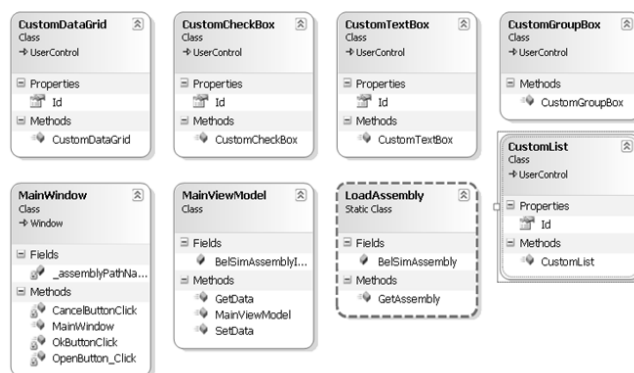 CustomDataGrid
Class
UserControl
Properties
Id
Methods
CustomDataGrid
CustomCheckBox
Class
UserControl
Properties
Id
Methods
CustomCheckBox
CustomTextBox
Class
UserControl
Properties
Id
Methods
CustomTextBox
CustomGroupBox
Class
UserControl
Methods
CustomGroupBox
CustomList
Class
UserControl
Properties
Id
Methods
CustomList
MainWindow
Class
Window
Fields
_assemblyPathNa...
Methods
CancelButtonClick
MainWindow
OkButtonClick
OpenButton_Click
MainViewModel
Class
Fields
BelSimAssemblyI...
Methods
GetData
MainViewModel
SetData
LoadAssembly
Static Class
Fields
BelSimAssembly
Methods
GetAssembly